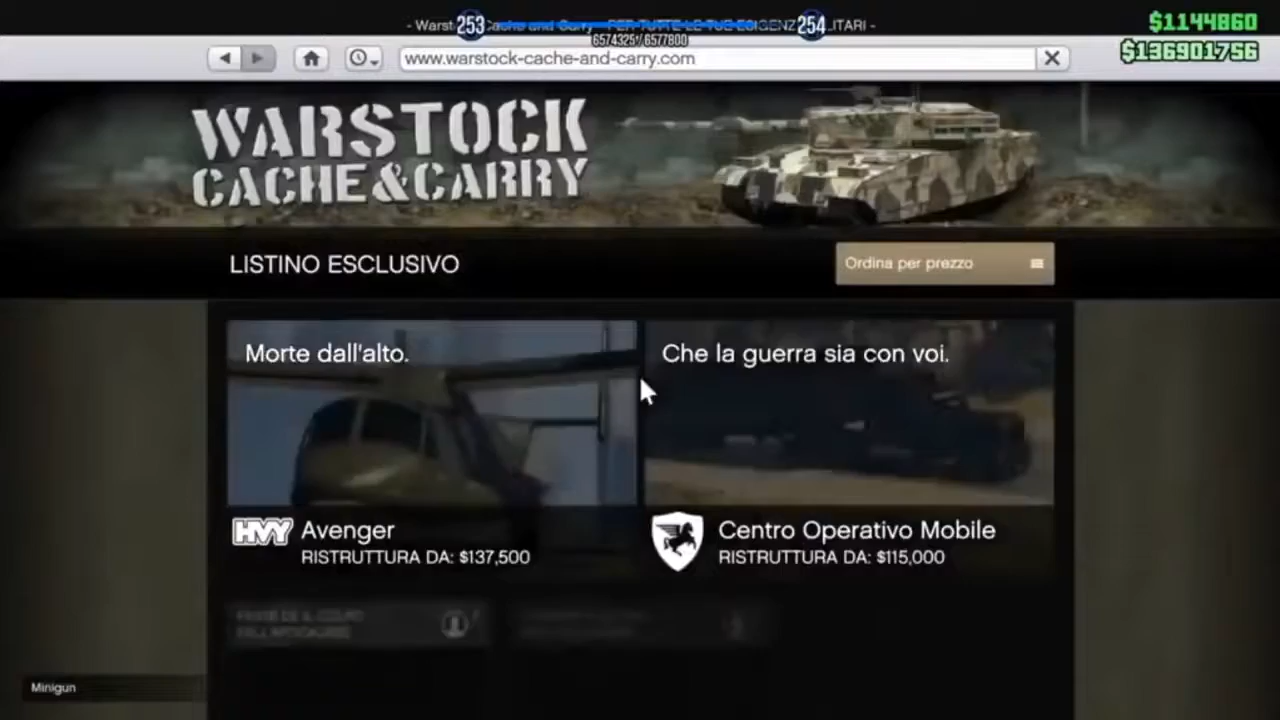 253
254
$1144860
6574325 / 6577800
$136901756
www.warstock-cache-and-carry.com
WARSTOCK
CACHE&CARRY
LISTINO ESCLUSIVO
Ordina per prezzo
Morte dall'alto.
Che la guerra sia con voi.
HVY Avenger
RISTRUTTURA DA: $137,500
Centro Operativo Mobile
RISTRUTTURA DA: $115,000
Minigun